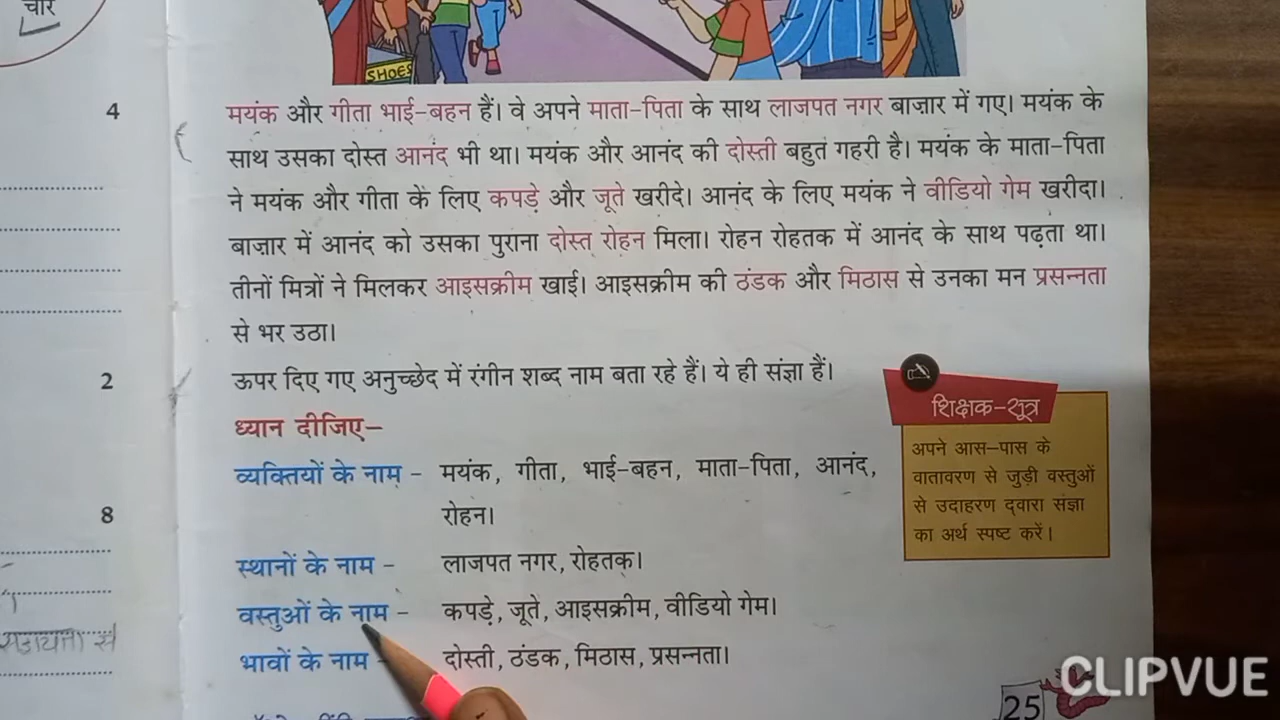 चार
SHOES
4
मयंक और गीता भाई-बहन हैं। वे अपने माता-पिता के साथ लाजपत नगर बाज़ार में गए। मयंक के
साथ उसका दोस्त आनंद भी था। मयंक और आनंद की दोस्ती बहुत गहरी है। मयंक के माता-पिता
ने मयंक और गीता के लिए कपड़े और जूते खरीदे। आनंद के लिए मयंक ने वीडियो गेम खरीदा।
बाज़ार में आनंद को उसका पुराना दोस्त रोहन मिला। रोहन रोहतक में आनंद के साथ पढ़ता था।
तीनों मित्रों ने मिलकर आइसक्रीम खाई। आइसक्रीम की ठंडक और मिठास से उनका मन प्रसन्नता
से भर उठा।
2
ऊपर दिए गए अनुच्छेद में रंगीन शब्द नाम बता रहे हैं। ये ही संज्ञा हैं।
ध्यान दीजिए–
व्यक्तियों के नाम – मयंक, गीता, भाई-बहन, माता-पिता, आनंद,
रोहन।
8
स्थानों के नाम – लाजपत नगर, रोहतक।
वस्तुओं के नाम – कपड़े, जूते, आइसक्रीम, वीडियो गेम।
भावों के नाम - दोस्ती, ठंडक, मिठास, प्रसन्नता।
शिक्षक-सूत्र
अपने आस-पास के
वातावरण से जुड़ी वस्तुओं
से उदाहरण द्वारा संज्ञा
का अर्थ स्पष्ट करें।
से
25
CLIPVUE